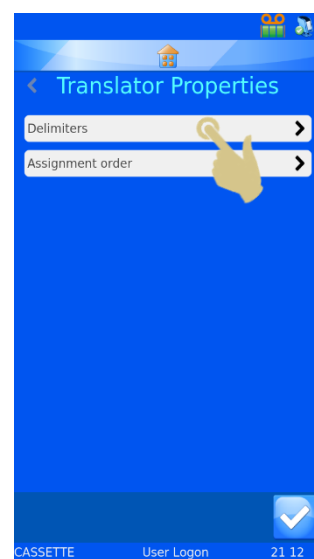 Translator Properties
Delimiters
Assignment order
CASSETTE User Logon 21 12